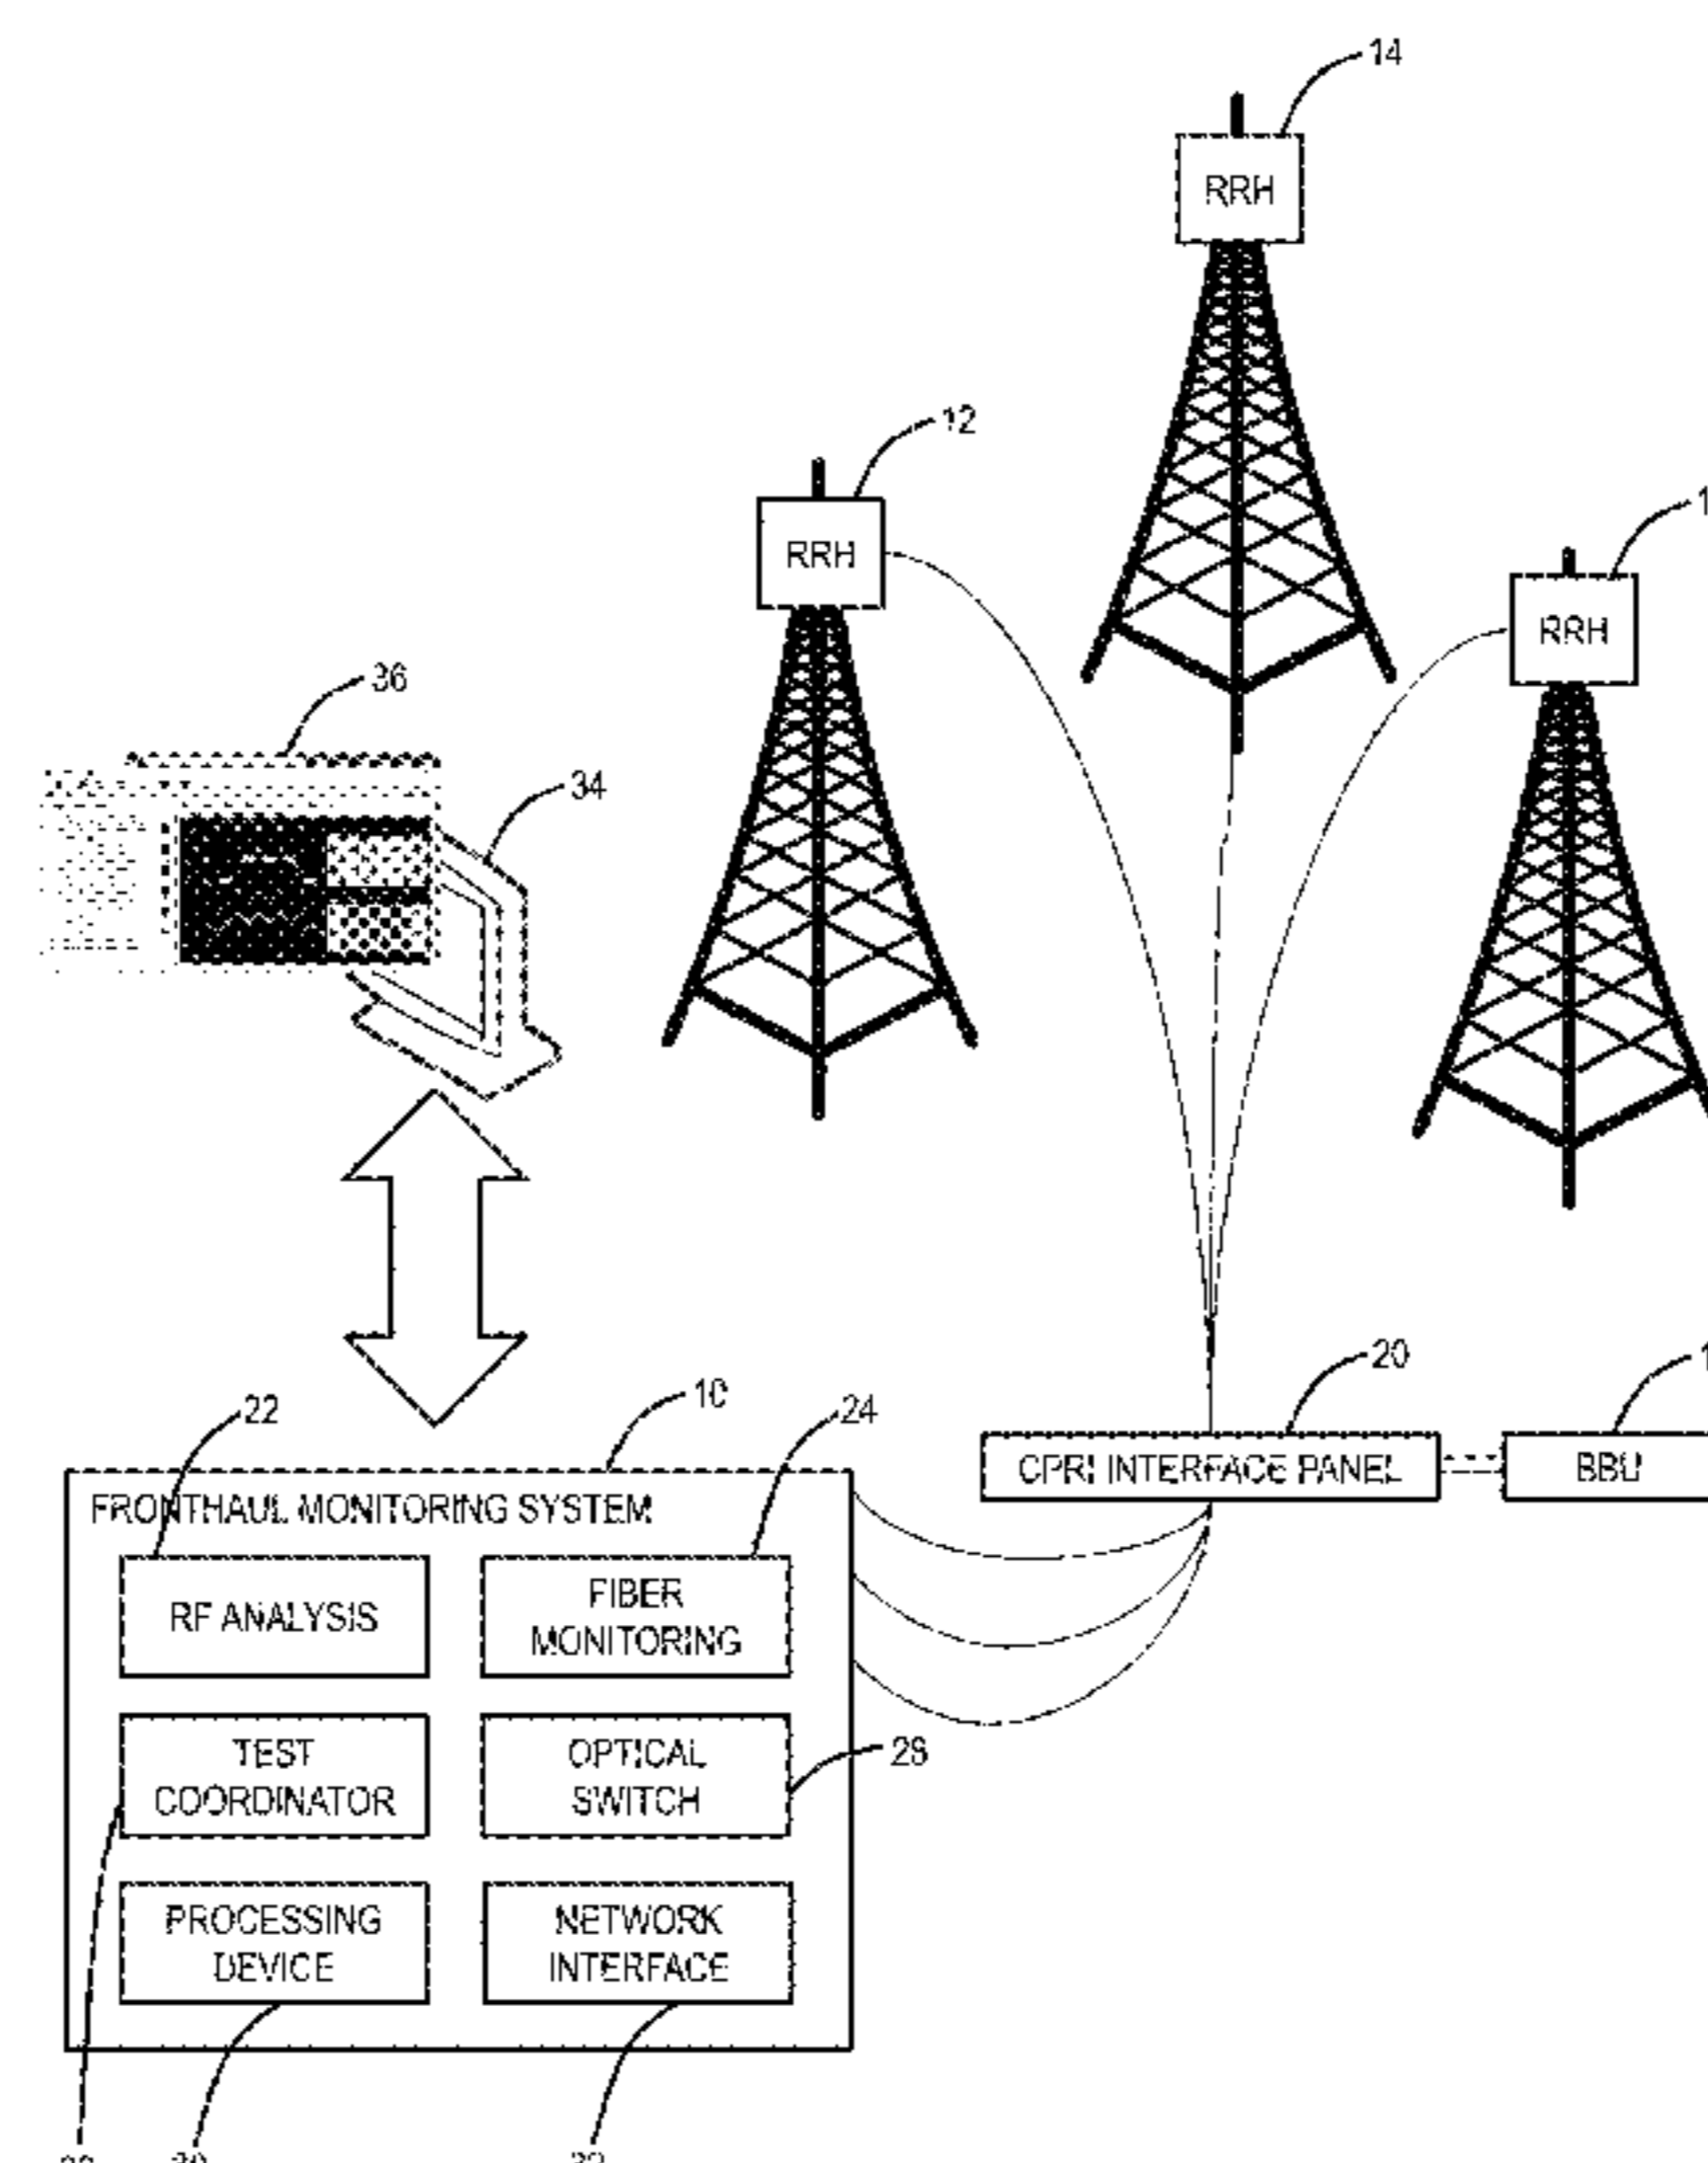 14
RRH
12
RRH
RRH
36
34
20
10
24
22
CPRI INTERFACE PANEL
BBU
FRONTHAUL MONITORING SYSTEM
RF ANALYSIS
FIBER
MONITORING
TEST
COORDINATOR
OPTICAL
SWITCH
28
PROCESSING
DEVICE
NETWORK
INTERFACE